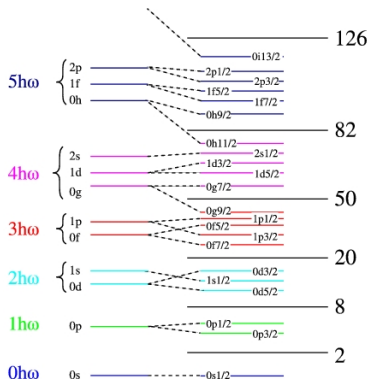 126
0i13/2
2p 2p1/2
5hω 1f 2p3/2
1f5/2
0h 1f7/2
0h9/2
82
0h11/2
2s 2s1/2
4hω 1d 1d3/2
1d5/2
0g 0g7/2
50
0g9/2
3hω 1p 1p1/2
0f 0f5/2
1p3/2
0f7/2
20
2hω 1s 0d3/2
0d 1s1/2
0d5/2
8
1hω 0p 0p1/2
0p3/2
2
0hω 0s 0s1/2